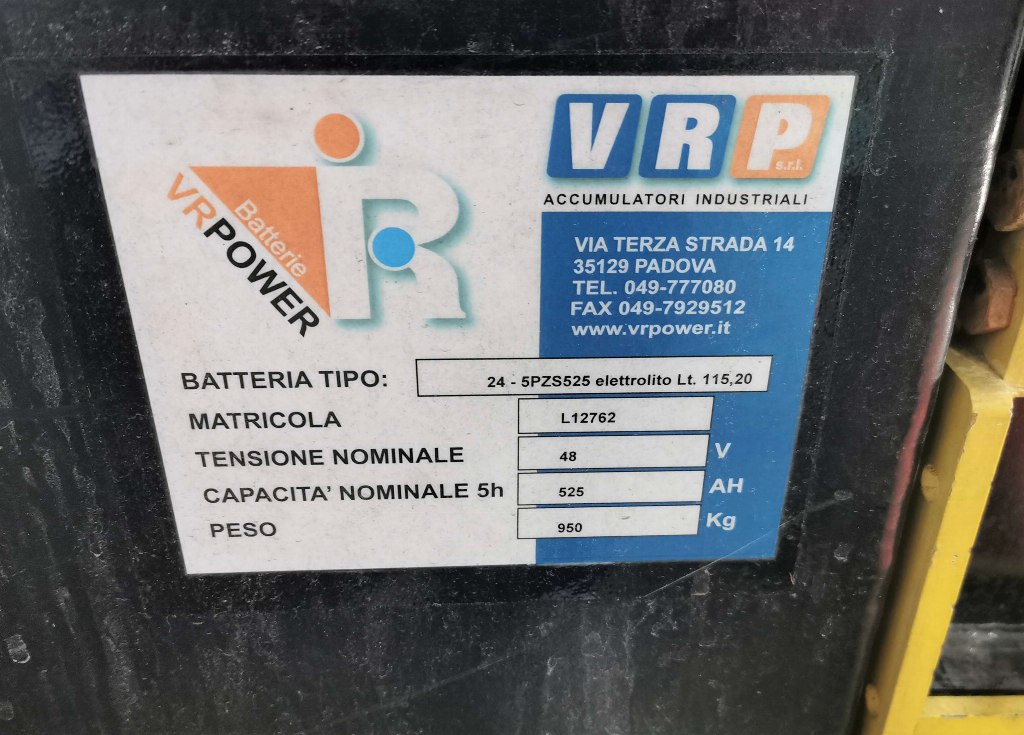 VRP
s.r.l.
ACCUMULATORI INDUSTRIALI
Batterie
VRPOWER
R
VIA TERZA STRADA 14
35129 PADOVA
TEL. 049-777080
FAX 049-7929512
www.vrpower.it
BATTERIA TIPO: 24 - 5PZS525 elettrolito Lt. 115,20
MATRICOLA L12762
TENSIONE NOMINALE 48 V
CAPACITA' NOMINALE 5h 525 AH
PESO 950 Kg